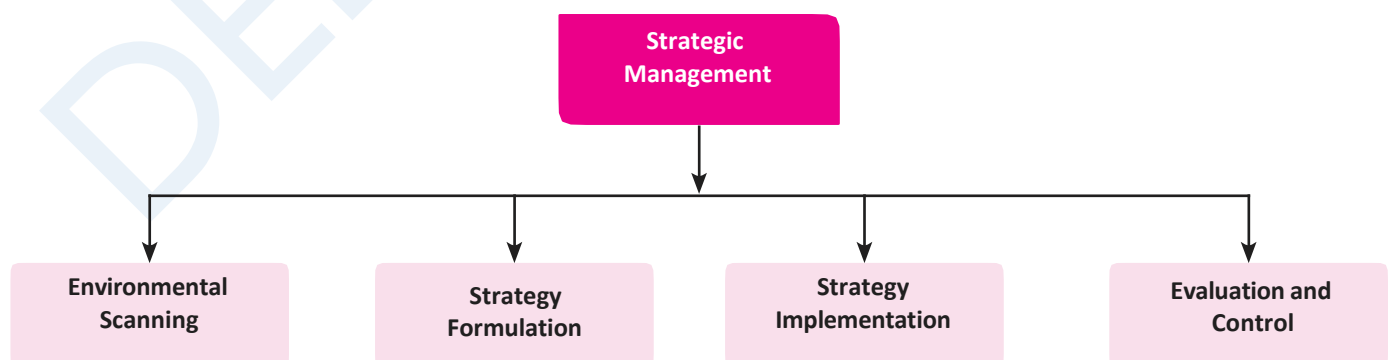 Strategic
Management
Environmental
Scanning
Strategy
Formulation
Strategy
Implementation
Evaluation and
Control